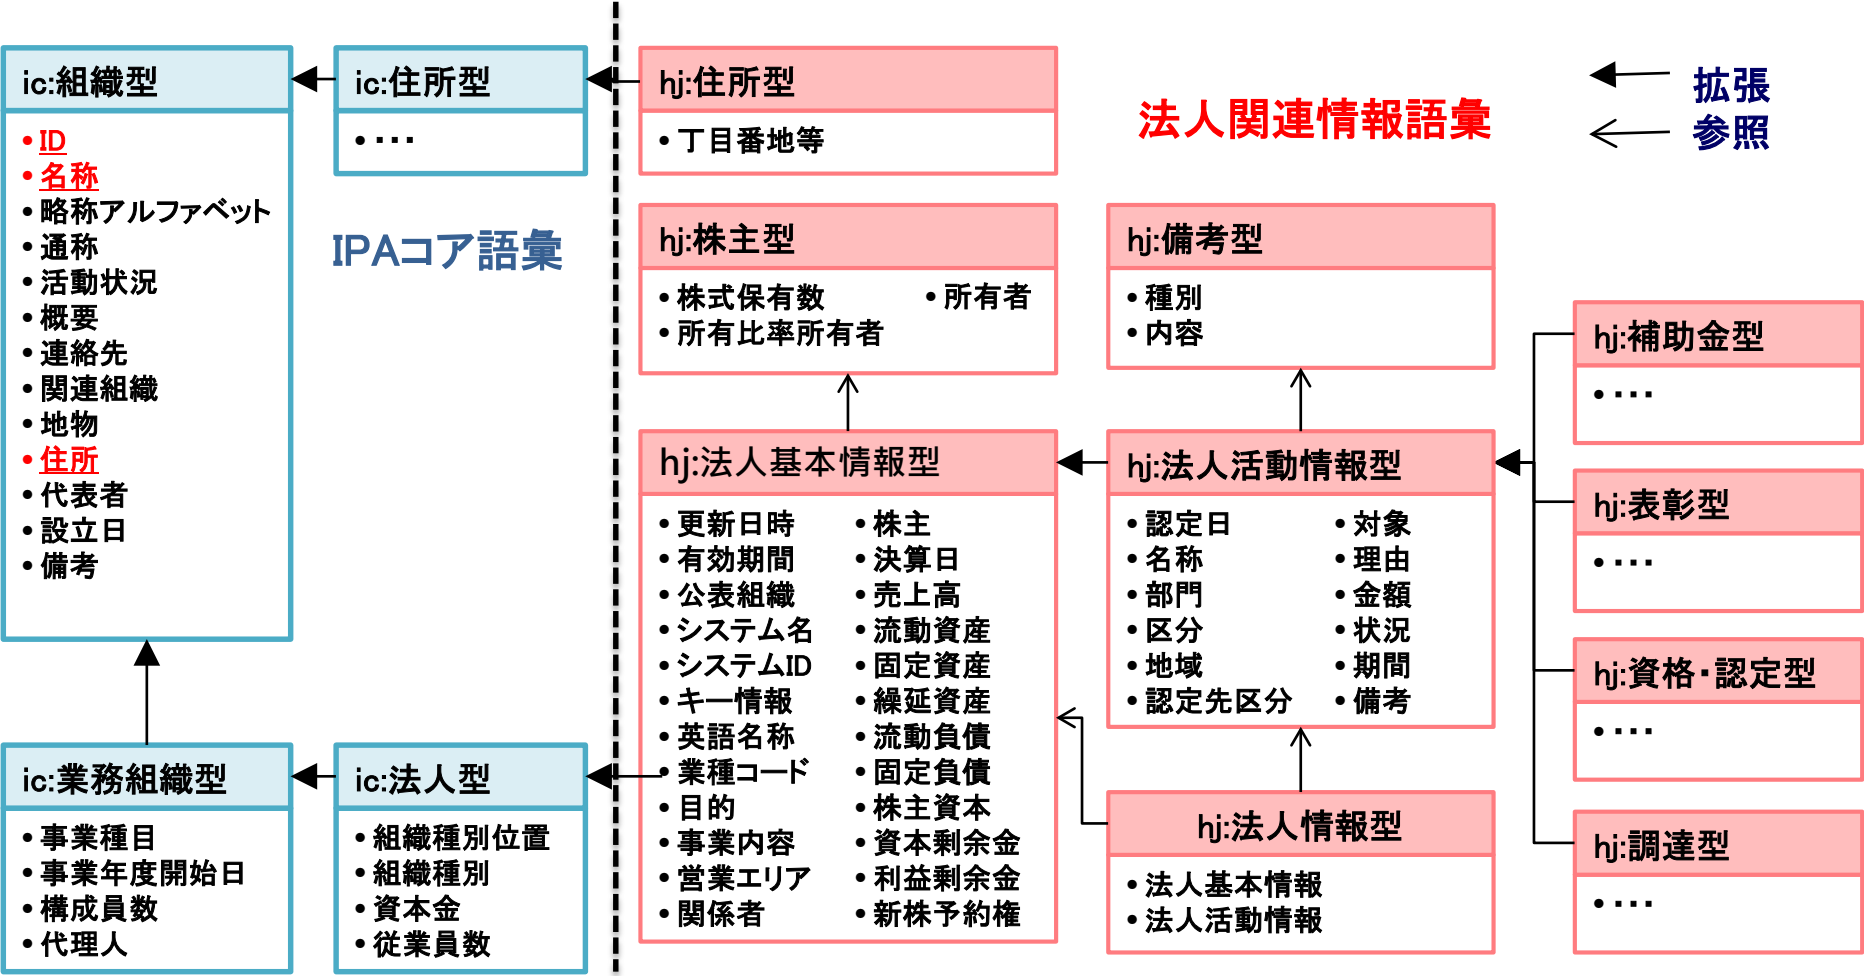 ic:組織型
• ID
• 名称
• 略称アルファベット
• 通称
• 活動状況
• 概要
• 連絡先
• 関連組織
• 地物
• 住所
• 代表者
• 設立日
• 備考
ic:住所型
• ・・・
IPAコア語彙
ic:業務組織型
• 事業種目
• 事業年度開始日
• 構成員数
• 代理人
ic:法人型
• 組織種別位置
• 組織種別
• 資本金
• 従業員数
hj:住所型
• 丁目番地等
法人関連情報語彙
拡張
参照
hj:株主型
• 株式保有数
• 所有比率所有者
• 所有者
hj:備考型
• 種別
• 内容
hj:法人基本情報型
• 更新日時
• 有効期間
• 公表組織
• システム名
• システムID
• キー情報
• 英語名称
• 業種コード
• 目的
• 事業内容
• 営業エリア
• 関係者
• 株主
• 決算日
• 売上高
• 流動資産
• 固定資産
• 繰延資産
• 流動負債
• 固定負債
• 株主資本
• 資本剰余金
• 利益剰余金
• 新株予約権
hj:法人活動情報型
• 認定日
• 名称
• 部門
• 区分
• 地域
• 認定先区分
• 対象
• 理由
• 金額
• 状況
• 期間
• 備考
hj:法人情報型
• 法人基本情報
• 法人活動情報
hj:補助金型
• ・・・
hj:表彰型
• ・・・
hj:資格・認定型
• ・・・
hj:調達型
• ・・・